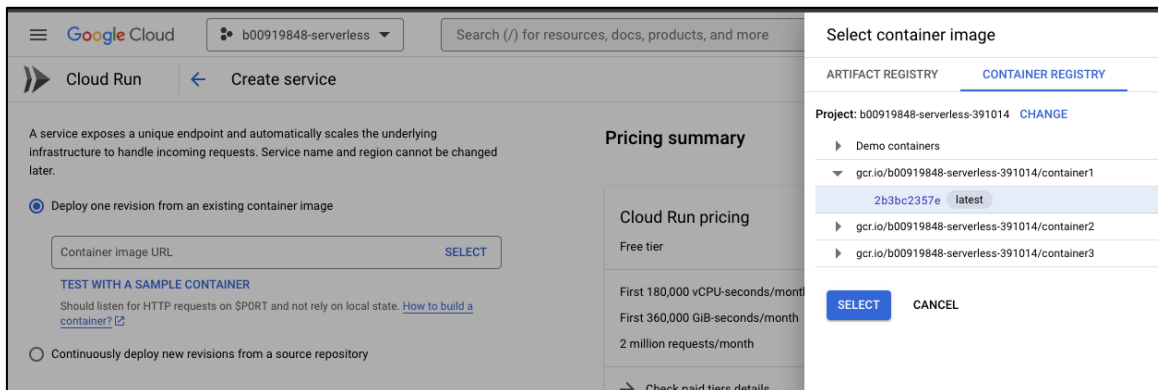 Google Cloud
b00919848-serverless
Search (/) for resources, docs, products, and more
Cloud Run
Create service
A service exposes a unique endpoint and automatically scales the underlying
infrastructure to handle incoming requests. Service name and region cannot be changed
later.
Deploy one revision from an existing container image
Container image URL
SELECT
TEST WITH A SAMPLE CONTAINER
Should listen for HTTP requests on $PORT and not rely on local state. How to build a
container?
Continuously deploy new revisions from a source repository
Pricing summary
Cloud Run pricing
Free tier
First 180,000 vCPU-seconds/month
First 360,000 GiB-seconds/month
2 million requests/month
Check paid tiers details
Select container image
ARTIFACT REGISTRY
CONTAINER REGISTRY
Project: b00919848-serverless-391014 CHANGE
Demo containers
gcr.io/b00919848-serverless-391014/container1
2b3bc2357e latest
gcr.io/b00919848-serverless-391014/container2
gcr.io/b00919848-serverless-391014/container3
SELECT
CANCEL